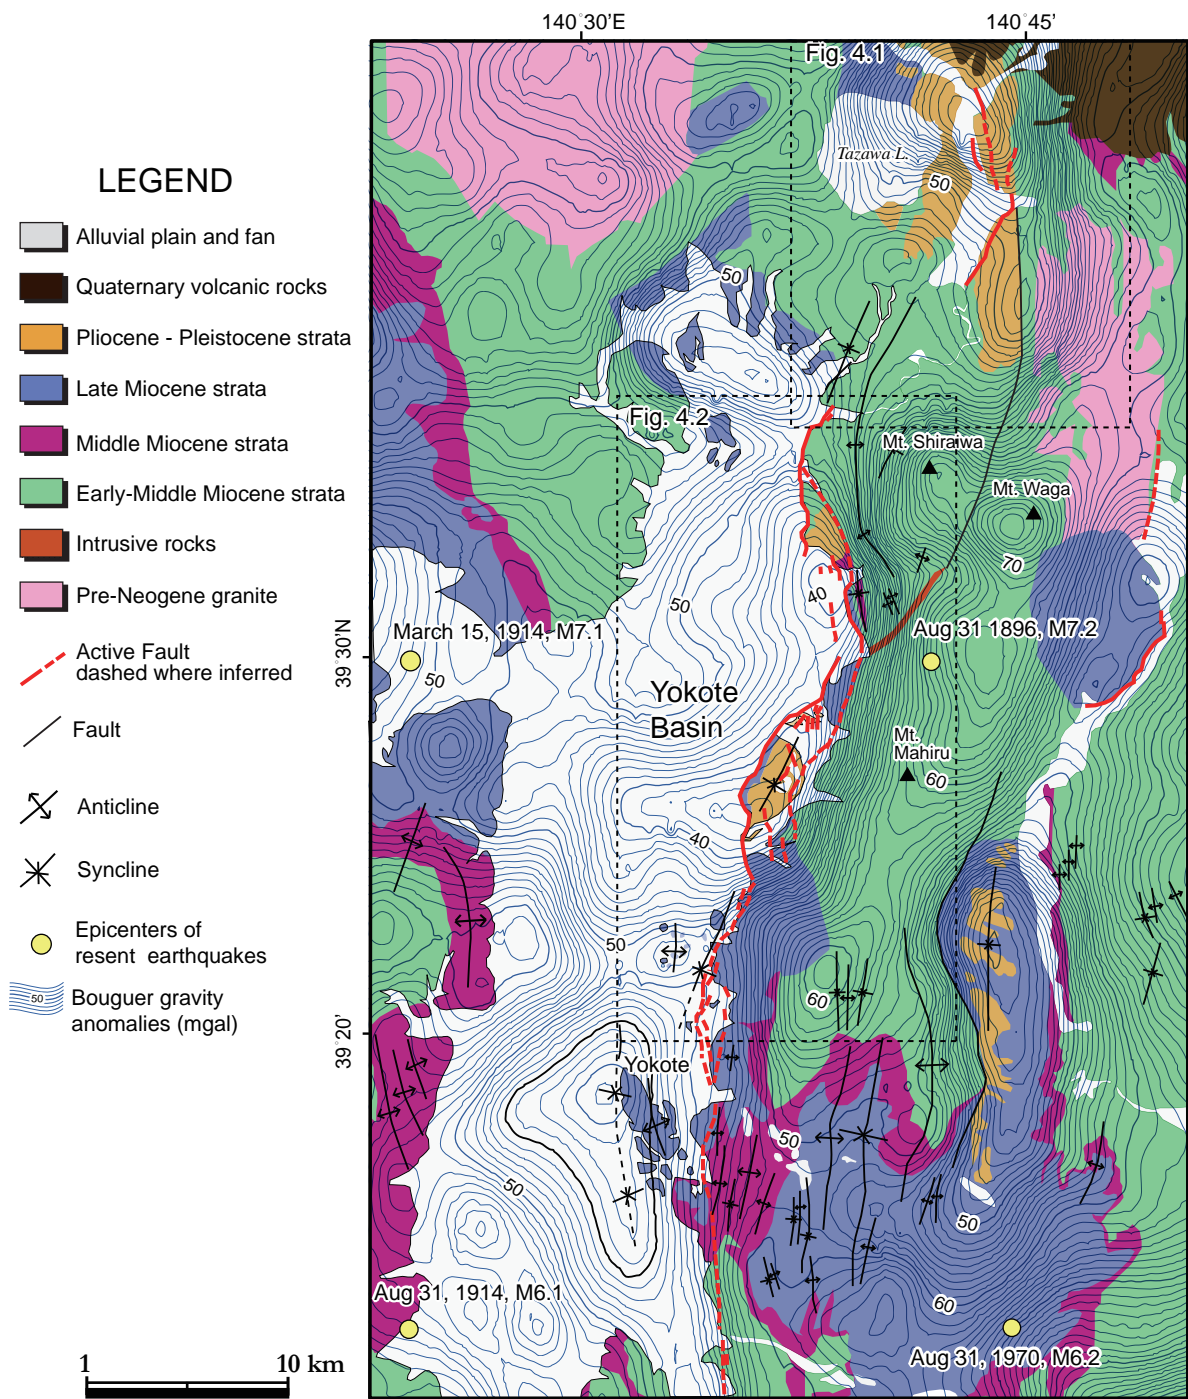 140°30'E
140°45'
Fig. 4.1
Tazawa L.
50
LEGEND
Alluvial plain and fan
Quaternary volcanic rocks
Pliocene - Pleistocene strata
Late Miocene strata
Middle Miocene strata
Early-Middle Miocene strata
Intrusive rocks
Pre-Neogene granite
Active Fault
dashed where inferred
Fault
Anticline
Syncline
Epicenters of
resent earthquakes
50
Bouguer gravity
anomalies (mgal)
1
10 km
50
Fig. 4.2
Mt. Shiraiwa
Mt. Waga
70
40
50
March 15, 1914, M7.1
Aug 31 1896, M7.2
39°30'N
50
Yokote
Basin
Mt.
Mahiru
60
40
50
60
39°20'
Yokote
50
50
50
Aug 31, 1914, M6.1
60
Aug 31, 1970, M6.2